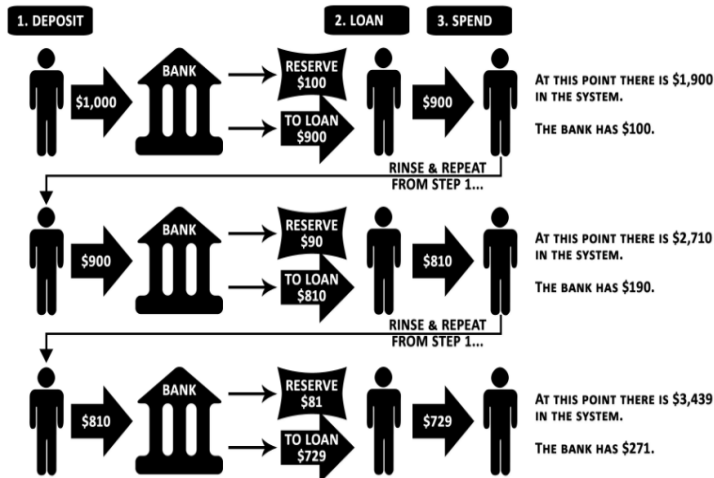 1. DEPOSIT
2. LOAN
3. SPEND
$1,000
BANK
RESERVE
$100
TO LOAN
$900
$900
AT THIS POINT THERE IS $1,900
IN THE SYSTEM.
THE BANK HAS $100.
RINSE & REPEAT
FROM STEP 1...
$900
BANK
RESERVE
$90
TO LOAN
$810
$810
AT THIS POINT THERE IS $2,710
IN THE SYSTEM.
THE BANK HAS $190.
RINSE & REPEAT
FROM STEP 1...
$810
BANK
RESERVE
$81
TO LOAN
$729
$729
AT THIS POINT THERE IS $3,439
IN THE SYSTEM.
THE BANK HAS $271.